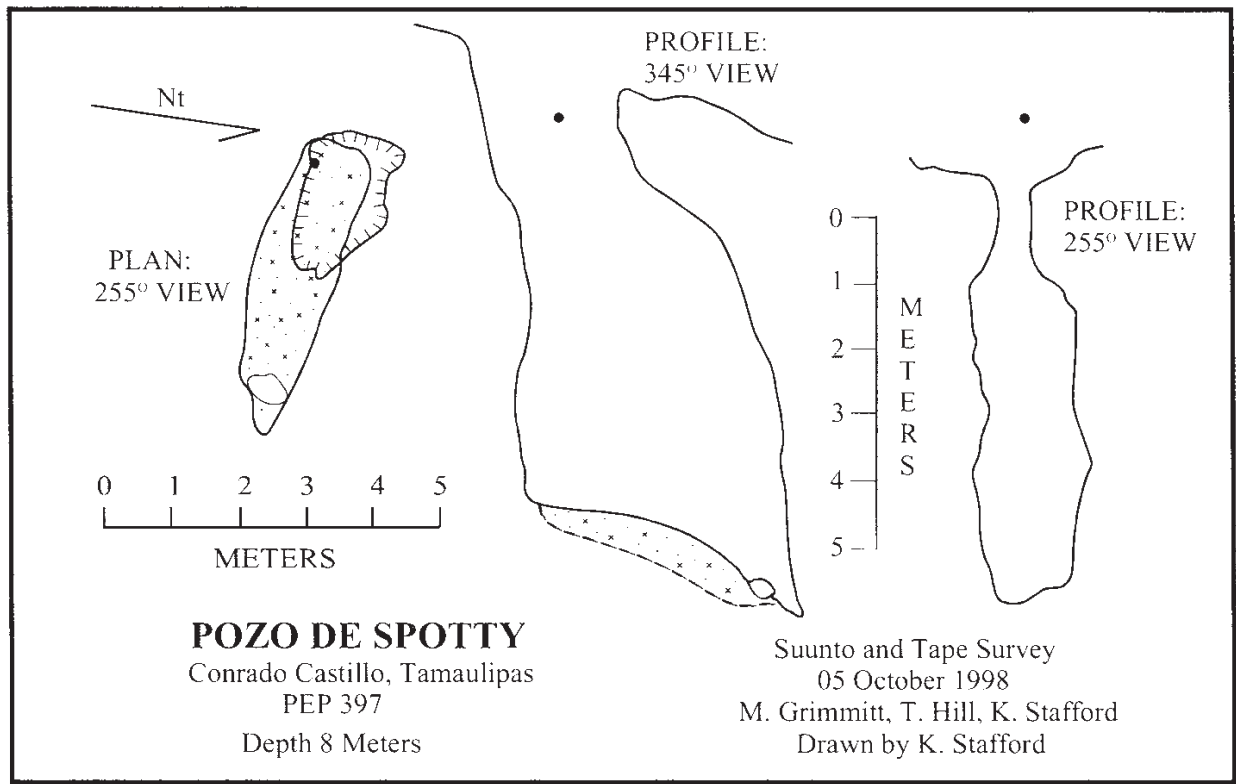 PROFILE:
345° VIEW
Nt
PLAN:
255° VIEW
PROFILE:
255° VIEW
0
1
2
3
4
5
METERS
0 1 2 3 4 5
METERS
POZO DE SPOTTY
Conrado Castillo, Tamaulipas
PEP 397
Depth 8 Meters
Suunto and Tape Survey
05 October 1998
M. Grimmitt, T. Hill, K. Stafford
Drawn by K. Stafford